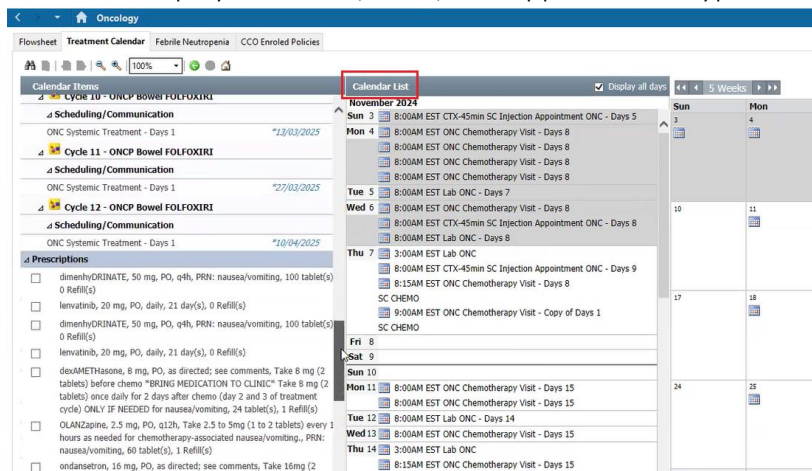 Oncology
Flowsheet Treatment Calendar Febrile Neutropenia CCO Enroled Policies
100%
Calendar Items
Cycle 10 - ONCP Bowel FOLFOXIRI
Scheduling/Communication
ONC Systemic Treatment - Days 1 *13/03/2025
Cycle 11 - ONCP Bowel FOLFOXIRI
Scheduling/Communication
ONC Systemic Treatment - Days 1 *27/03/2025
Cycle 12 - ONCP Bowel FOLFOXIRI
Scheduling/Communication
ONC Systemic Treatment - Days 1 *10/04/2025
Prescriptions
dimenhyDRINATE, 50 mg, PO, q4h, PRN: nausea/vomiting, 100 tablet(s)
0 Refill(s)
lenvatinib, 20 mg, PO, daily, 21 day(s), 0 Refill(s)
dimenhyDRINATE, 50 mg, PO, q4h, PRN: nausea/vomiting, 100 tablet(s)
0 Refill(s)
lenvatinib, 20 mg, PO, daily, 21 day(s), 0 Refill(s)
dexAMETHasone, 8 mg, PO, as directed; see comments, Take 8 mg (2
tablets) before chemo *BRING MEDICATION TO CLINIC* Take 8 mg (2
tablets) once daily for 2 days after chemo (day 2 and 3 of treatment
cycle) ONLY IF NEEDED for nausea/vomiting, 24 tablet(s), 1 Refill(s)
OLANZapine, 2.5 mg, PO, q12h, Take 2.5 to 5mg (1 to 2 tablets) every 1
hours as needed for chemotherapy-associated nausea/vomiting., PRN:
nausea/vomiting, 60 tablet(s), 1 Refill(s)
ondansetron, 16 mg, PO, as directed; see comments, Take 16mg (2
Calendar List Display all days
November 2024
Sun 3 8:00AM EST CTX-45min SC Injection Appointment ONC - Days 5
Mon 4 8:00AM EST ONC Chemotherapy Visit - Days 8
8:00AM EST ONC Chemotherapy Visit - Days 8
8:00AM EST ONC Chemotherapy Visit - Days 8
8:00AM EST ONC Chemotherapy Visit - Days 8
Tue 5 8:00AM EST Lab ONC - Days 7
Wed 6 8:00AM EST ONC Chemotherapy Visit - Days 8
8:00AM EST CTX-45min SC Injection Appointment ONC - Days 8
8:00AM EST Lab ONC - Days 8
Thu 7 3:00AM EST Lab ONC
8:00AM EST CTX-45min SC Injection Appointment ONC - Days 9
8:15AM EST ONC Chemotherapy Visit - Days 8
SC CHEMO
9:00AM EST ONC Chemotherapy Visit - Copy of Days 1
SC CHEMO
Fri 8
Sat 9
Sun 10
Mon 11 8:00AM EST ONC Chemotherapy Visit - Days 15
8:00AM EST ONC Chemotherapy Visit - Days 15
Tue 12 8:00AM EST Lab ONC - Days 14
Wed 13 8:00AM EST ONC Chemotherapy Visit - Days 15
Thu 14 3:00AM EST Lab ONC
8:15AM EST ONC Chemotherapy Visit - Days 15
5 Weeks
Sun Mon
3 4
10 11
17 18
24 25